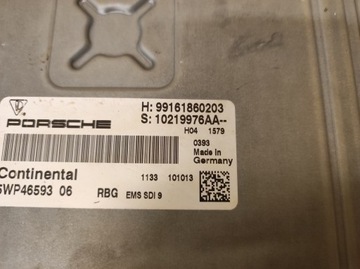 H: 99161860203
PORSCHE
S: 10219976AA--
H04 1579
0393
Made in
Germany
Continental
1133 101013
5WP46593 06 RBG EMS SDI 9